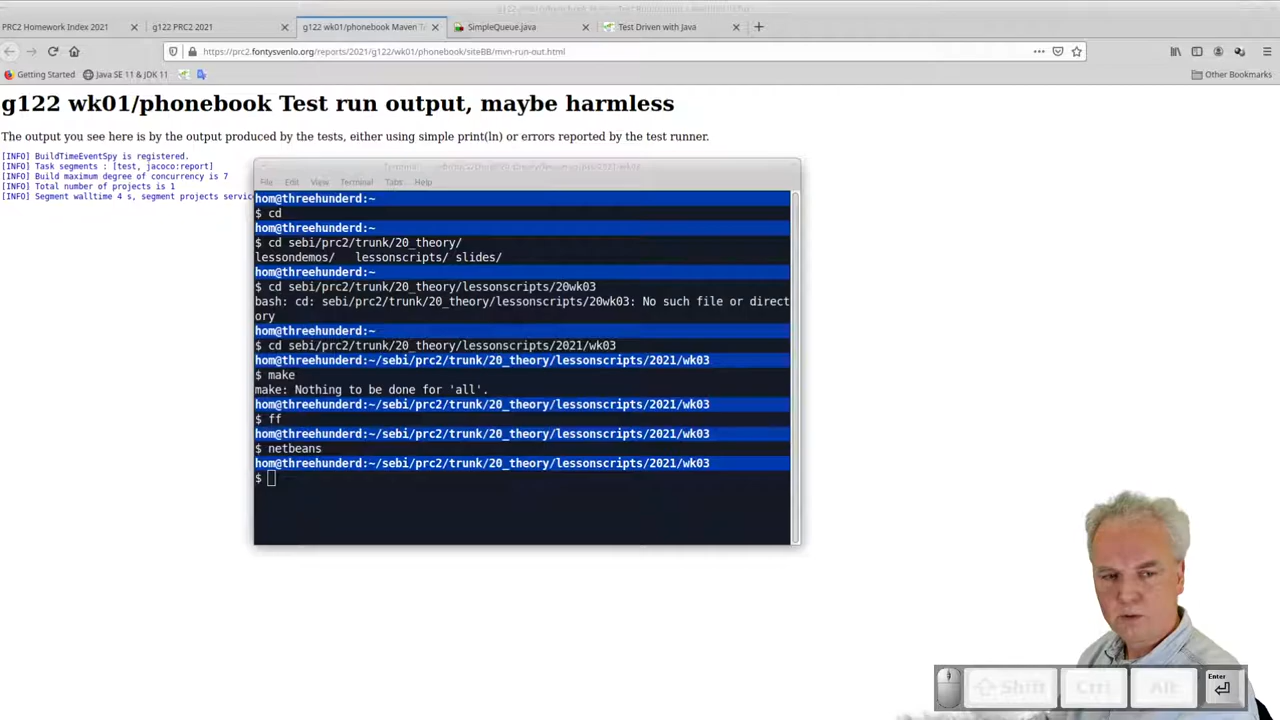 PRC2 Homework Index 2021
g122 PRC2 2021
g122 wk01/phonebook Maven Te
SimpleQueue.java
Test Driven with Java
https://prc2.fontysvenlo.org/reports/2021/g122/wk01/phonebook/siteBB/mvn-run-out.html
Getting Started
Java SE 11 & JDK 11
Other Bookmarks
g122 wk01/phonebook Test run output, maybe harmless
The output you see here is by the output produced by the tests, either using simple print(ln) or errors reported by the test runner.
[INFO] BuildTimeEventSpy is registered.
[INFO] Task segments : [test, jacoco:report]
[INFO] Build maximum degree of concurrency is 7
[INFO] Total number of projects is 1
[INFO] Segment walltime 4 s, segment projects servic
File Edit View Terminal Tabs Help
hom@threehunderd:~
$ cd
hom@threehunderd:~
$ cd sebi/prc2/trunk/20_theory/
lessondemos/ lessonscripts/ slides/
hom@threehunderd:~
$ cd sebi/prc2/trunk/20_theory/lessonscripts/20wk03
bash: cd: sebi/prc2/trunk/20_theory/lessonscripts/20wk03: No such file or direct
ory
hom@threehunderd:~
$ cd sebi/prc2/trunk/20_theory/lessonscripts/2021/wk03
hom@threehunderd:~/sebi/prc2/trunk/20_theory/lessonscripts/2021/wk03
$ make
make: Nothing to be done for 'all'.
hom@threehunderd:~/sebi/prc2/trunk/20_theory/lessonscripts/2021/wk03
$ ff
hom@threehunderd:~/sebi/prc2/trunk/20_theory/lessonscripts/2021/wk03
$ netbeans
hom@threehunderd:~/sebi/prc2/trunk/20_theory/lessonscripts/2021/wk03
$
Shift
Ctrl
Alt
Enter